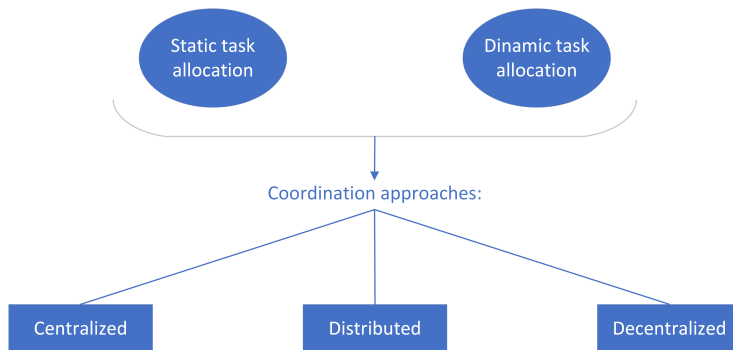 Static task
allocation
Dinamic task
allocation
Coordination approaches:
Centralized
Distributed
Decentralized